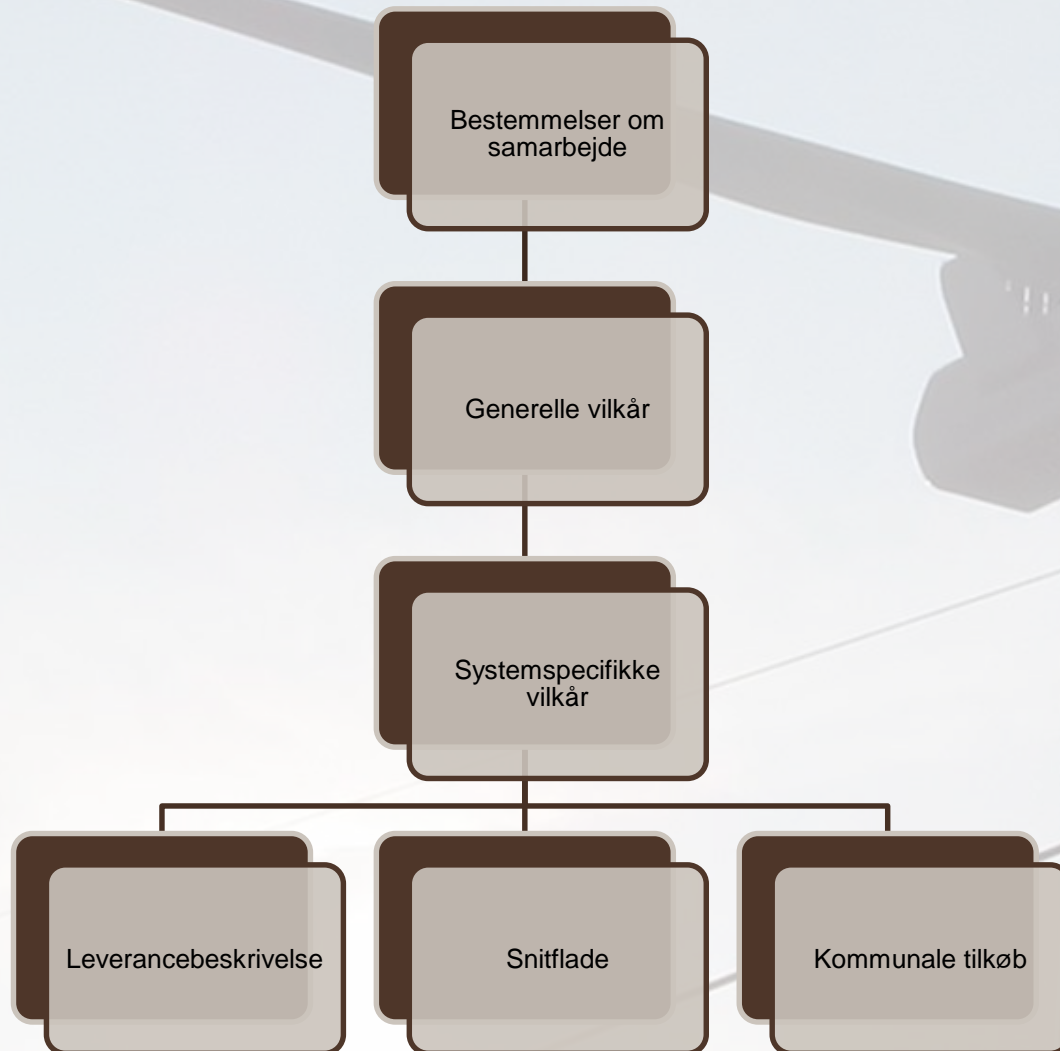 Bestemmelser om
samarbejde
Generelle vilkår
Systemspecifikke
vilkår
Leverancebeskrivelse
Snitflade
Kommunale tilkøb